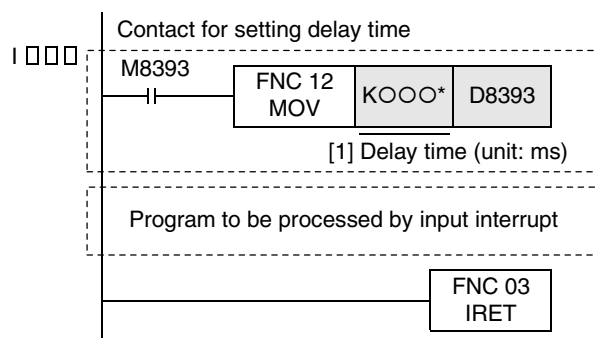 Contact for setting delay time
I □□□
M8393
FNC 12
MOV
K○○○*
D8393
[1] Delay time (unit: ms)
Program to be processed by input interrupt
FNC 03
IRET